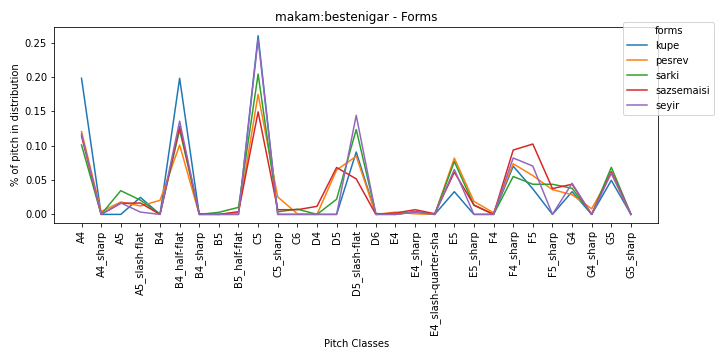 makam:bestenigar - Forms
forms
kupe
pesrev
sarki
sazsemaisi
seyir
% of pitch in distribution
0.25
0.20
0.15
0.10
0.05
0.00
A4
A4_sharp
A5
A5_slash-flat
B4
B4_half-flat
B4_sharp
B5
B5_half-flat
C5
C5_sharp
C6
D4
D5
D5_slash-flat
D6
E4
E4_sharp
E4_slash-quarter-sha
E5
E5_sharp
F4
F4_sharp
F5
F5_sharp
G4
G4_sharp
G5
G5_sharp
Pitch Classes